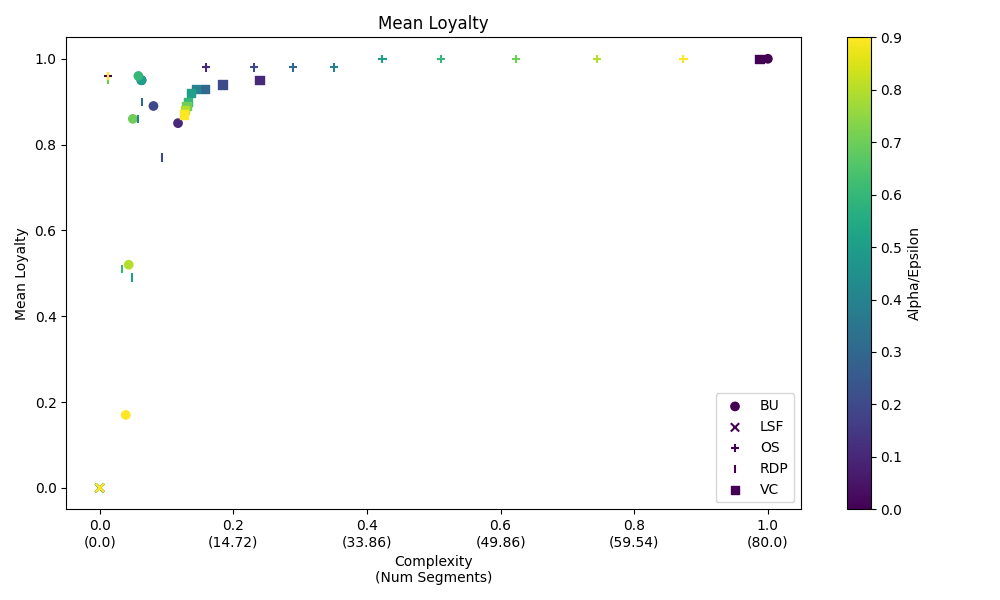 Mean Loyalty
Mean Loyalty
1.0
0.8
0.6
0.4
0.2
0.0
0.0 0.2 0.4 0.6 0.8 1.0
(0.0) (14.72) (33.86) (49.86) (59.54) (80.0)
Complexity
(Num Segments)
BU
LSF
OS
RDP
VC
0.9
0.8
0.7
0.6
0.5
0.4
0.3
0.2
0.1
0.0
Alpha/Epsilon